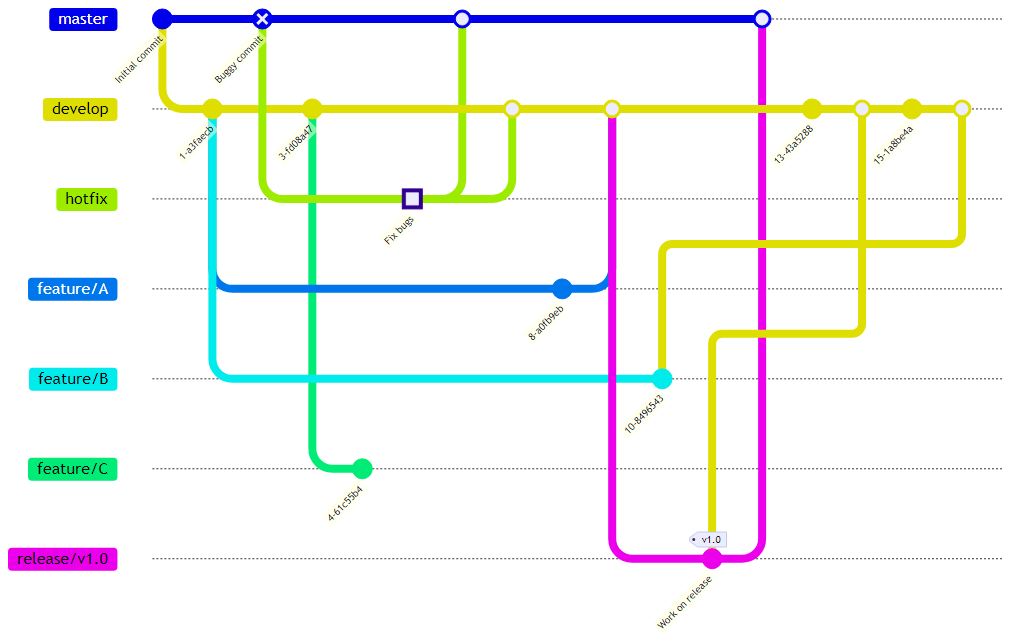 master
Initial commit
Buggy commit
develop
1-a3faecb
3-fd08a47
13-43a5288
15-1a8be4a
hotfix
Fix bugs
feature/A
8-a0fb9eb
feature/B
10-8496543
feature/C
4-61c55b4
v1.0
release/v1.0
Work on release